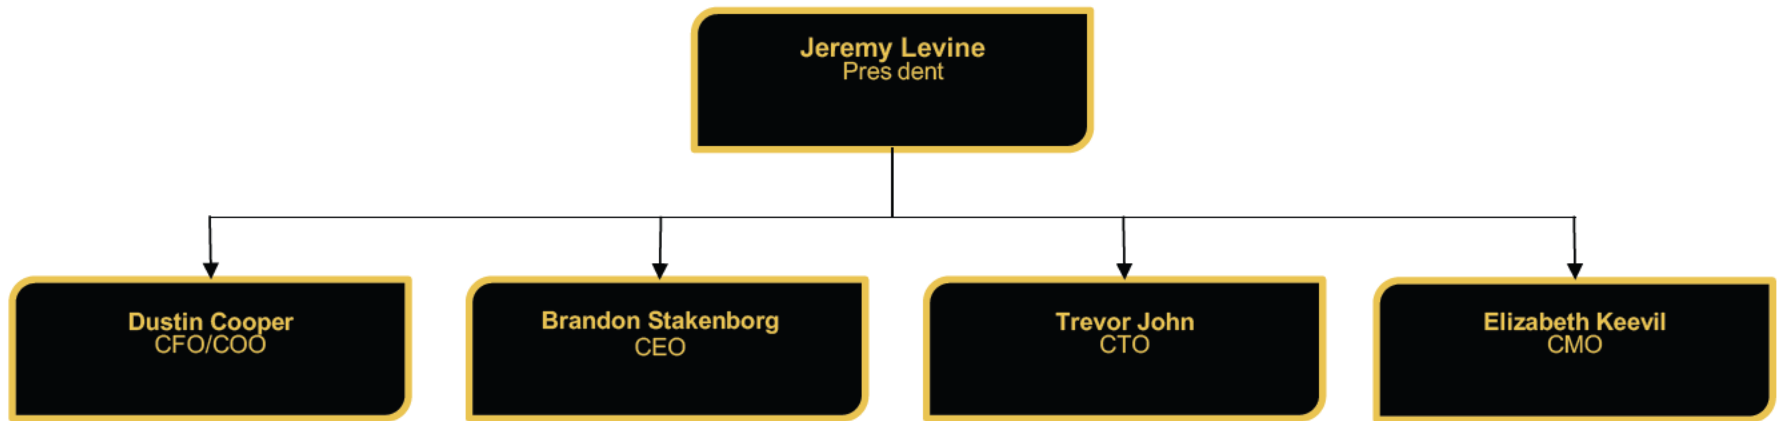 Jeremy Levine
Pres dent
Dustin Cooper
CFO/COO
Brandon Stakenborg
CEO
Trevor John
CTO
Elizabeth Keevil
CMO